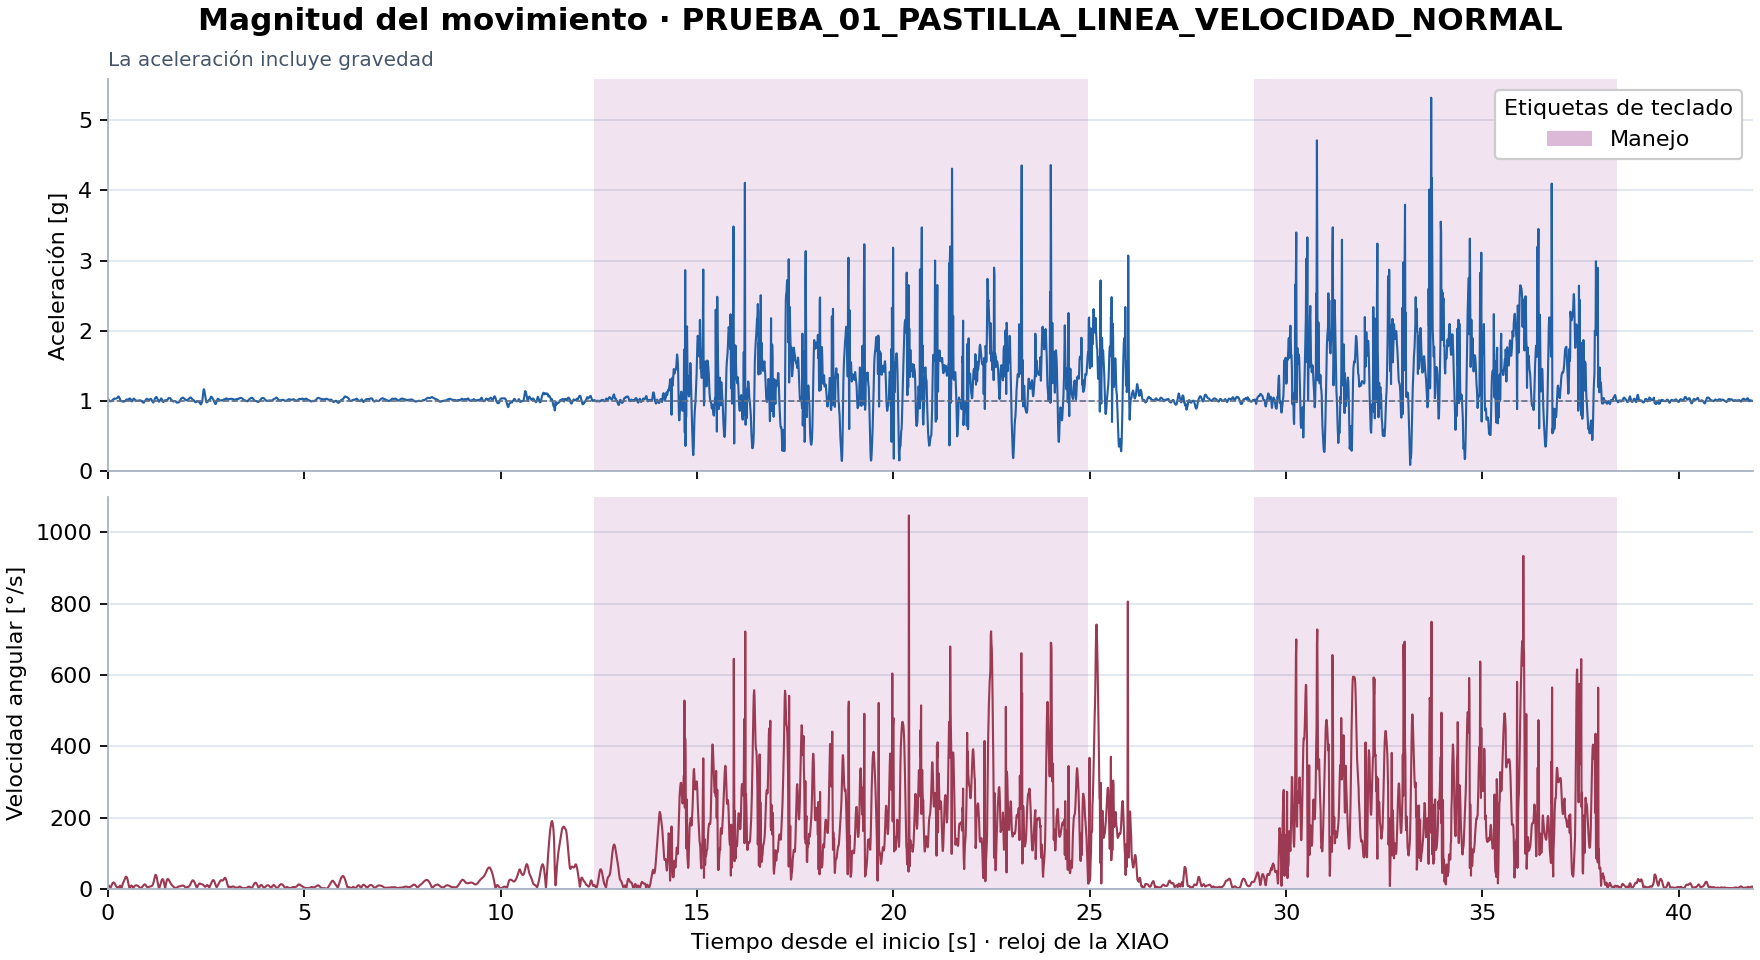 Magnitud del movimiento · PRUEBA_01_PASTILLA_LINEA_VELOCIDAD_NORMAL
La aceleración incluye gravedad
Etiquetas de teclado
Manejo
Aceleración [g]
5
4
3
2
1
0
Velocidad angular [°/s]
1000
800
600
400
200
0
0 5 10 15 20 25 30 35 40
Tiempo desde el inicio [s] · reloj de la XIAO